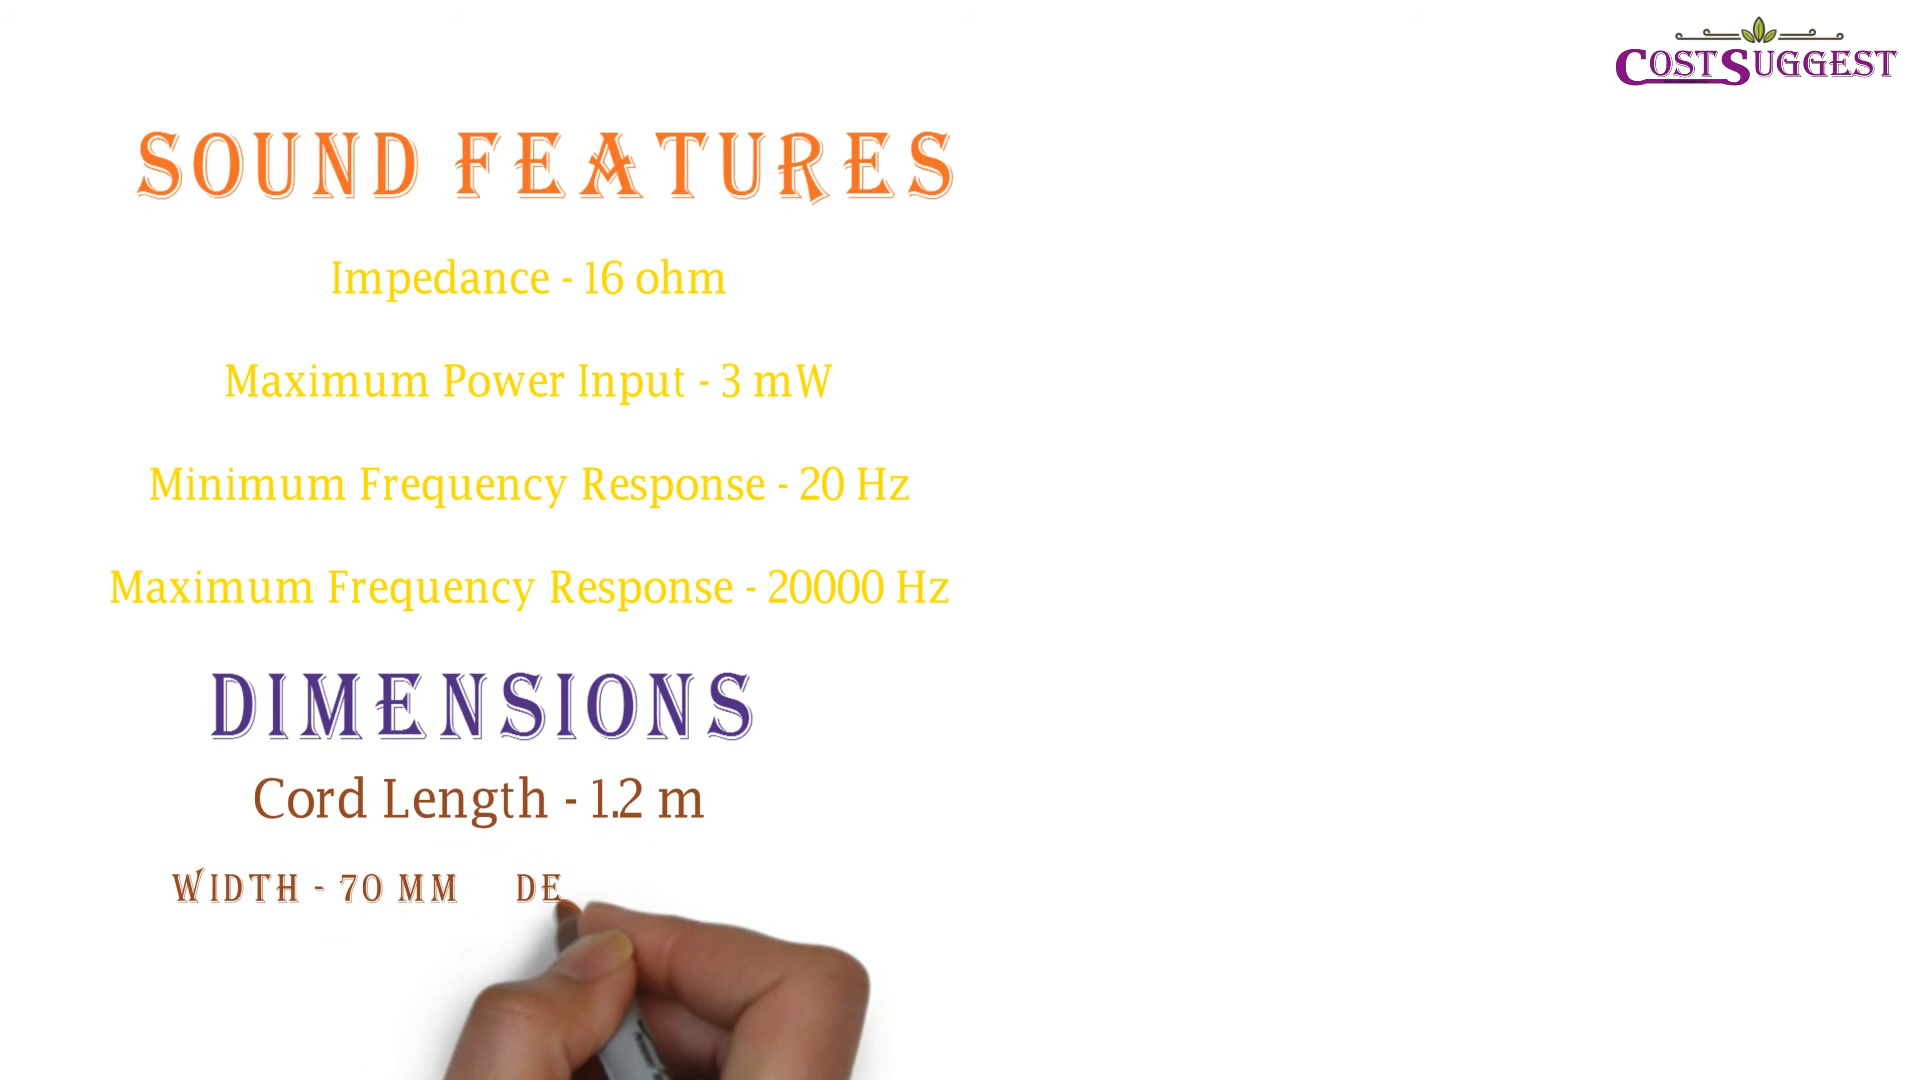 COSTSUGGEST
SOUND FEATURES
Impedance - 16 ohm
Maximum Power Input - 3 mW
Minimum Frequency Response - 20 Hz
Maximum Frequency Response - 20000 Hz
DIMENSIONS
Cord Length - 1.2 m
WIDTH - 70 MM DE